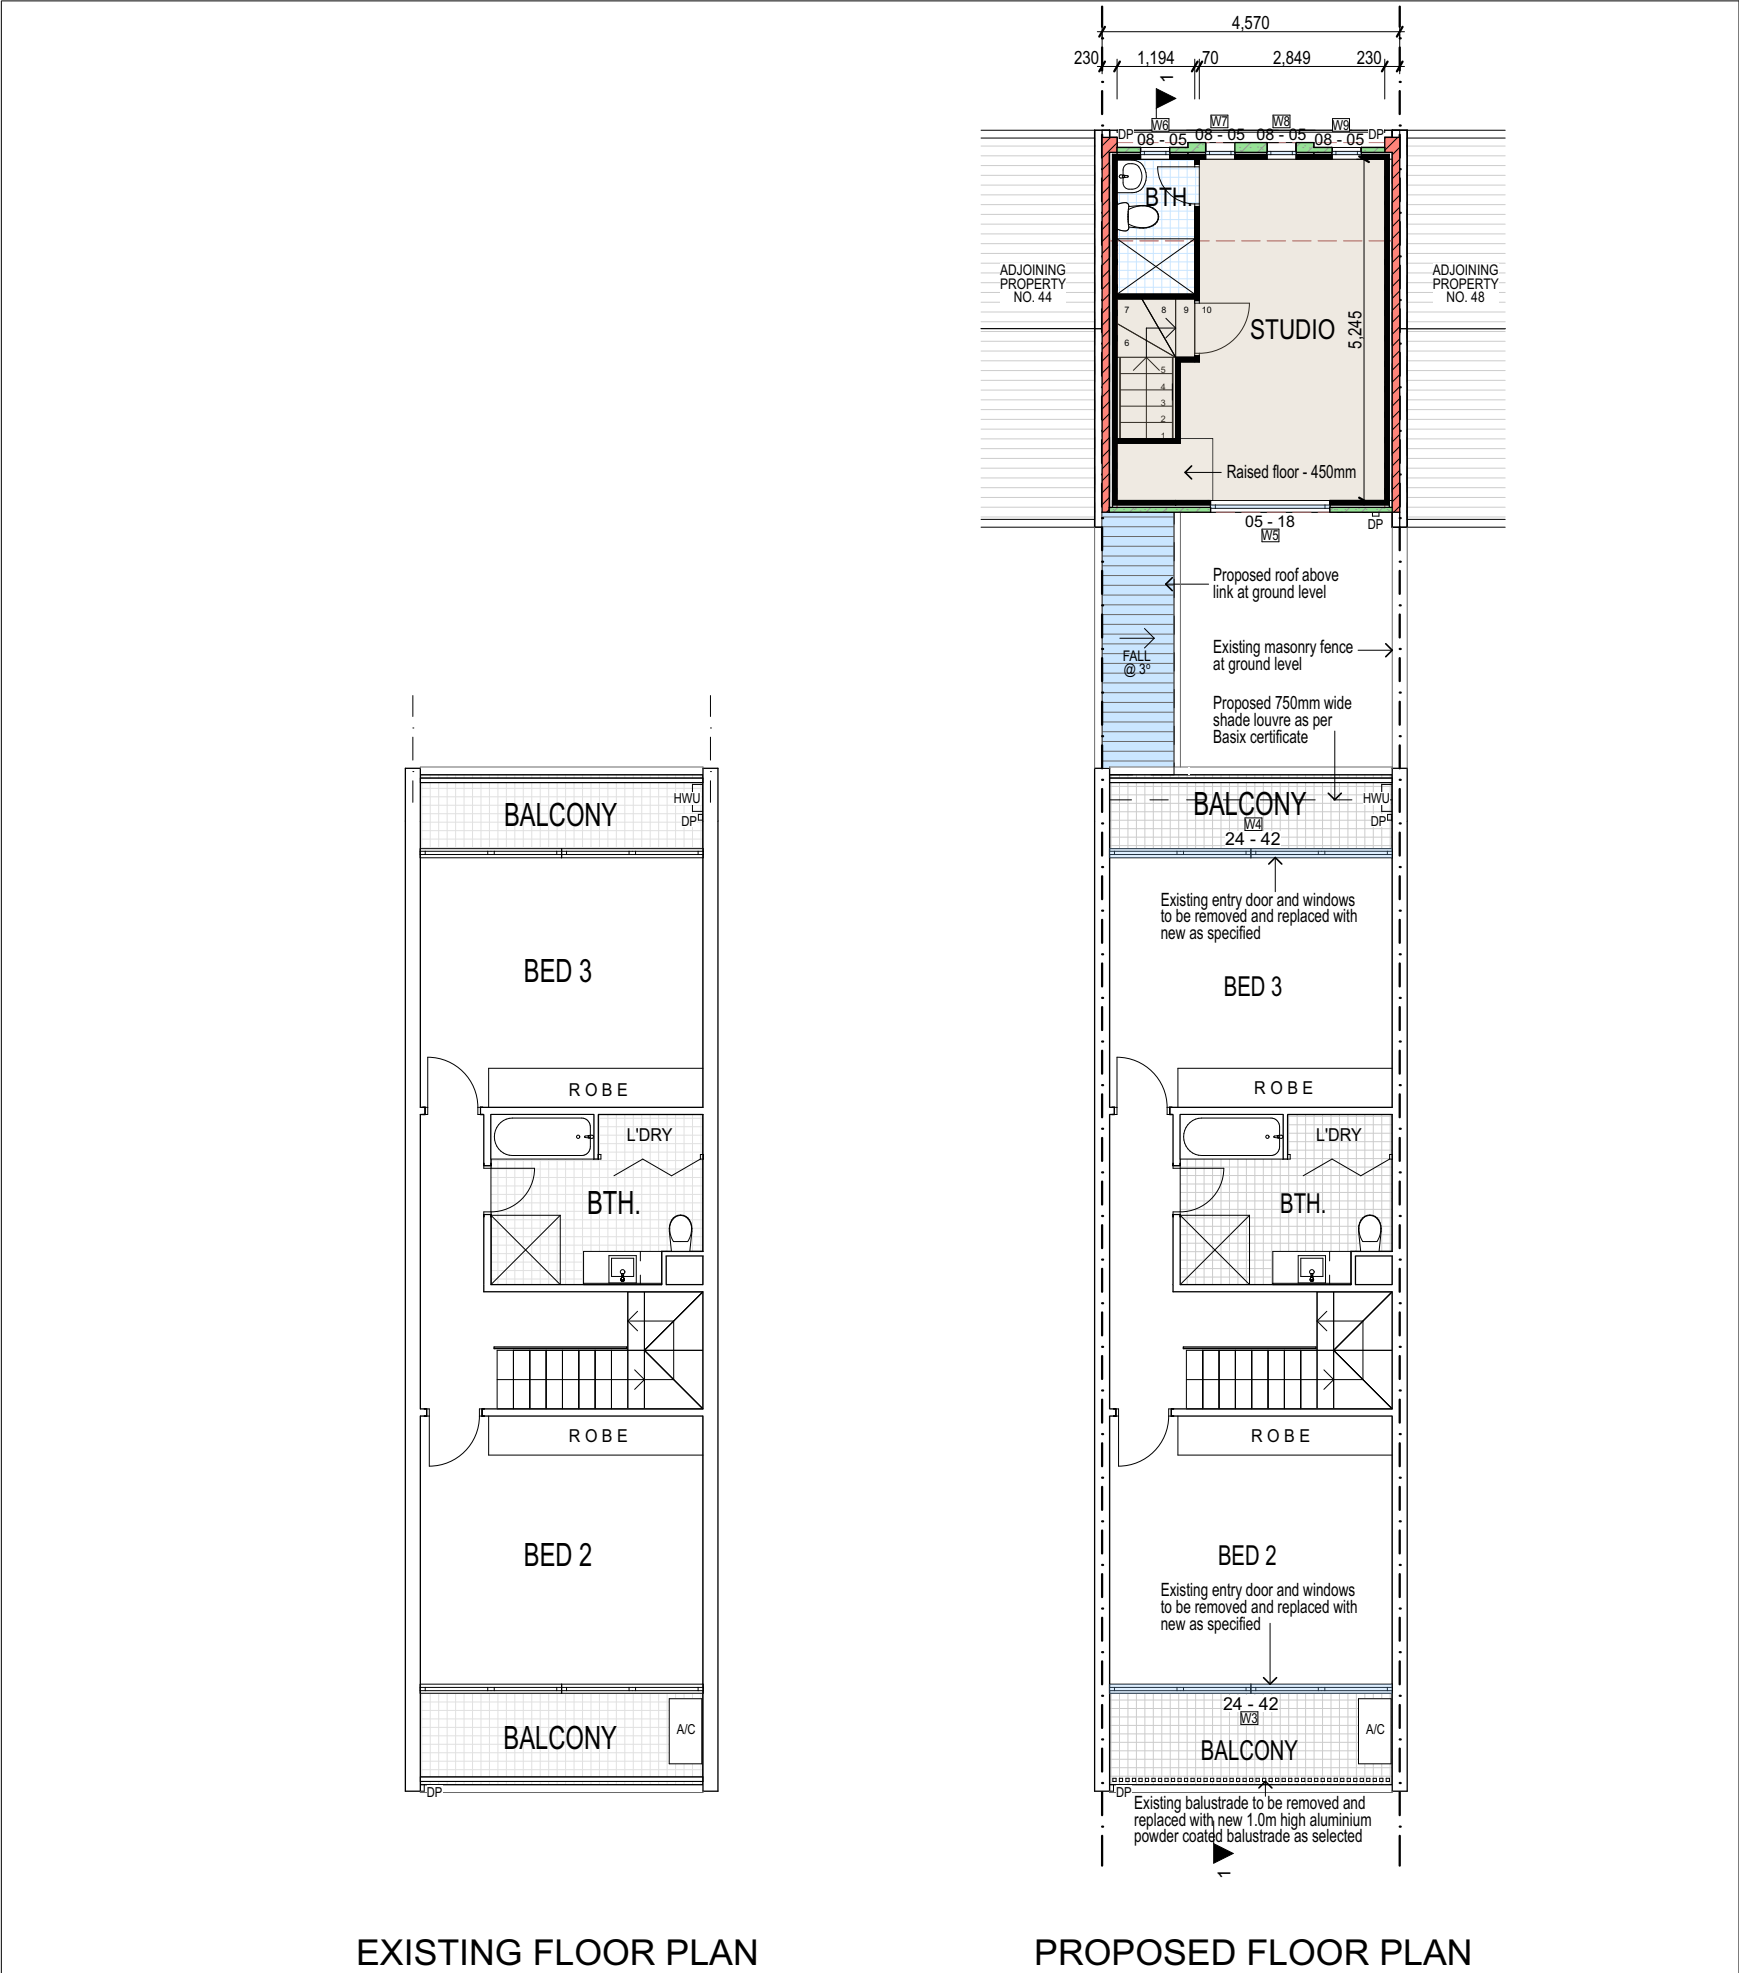 4,570
230
1,194
70
2,849
230
1
W6
W7
W8
W9
DP
08 - 05
08 - 05
08 - 05
08 - 05
DP
BTH.
ADJOINING
PROPERTY
NO. 44
ADJOINING
PROPERTY
NO. 48
7
8
9
10
6
5
4
3
2
1
STUDIO
5,245
Raised floor - 450mm
05 - 18
W5
DP
Proposed roof above
link at ground level
FALL
@ 3°
Existing masonry fence
at ground level
Proposed 750mm wide
shade louvre as per
Basix certificate
BALCONY
HWU
DP
W4
24 - 42
Existing entry door and windows
to be removed and replaced with
new as specified
BED 3
ROBE
L'DRY
BTH.
ROBE
BED 2
Existing entry door and windows
to be removed and replaced with
new as specified
24 - 42
W3
A/C
BALCONY
DP
Existing balustrade to be removed and
replaced with new 1.0m high aluminium
powder coated balustrade as selected
1
PROPOSED FLOOR PLAN
BALCONY
HWU
DP
BED 3
ROBE
L'DRY
BTH.
ROBE
BED 2
BALCONY
A/C
DP
EXISTING FLOOR PLAN